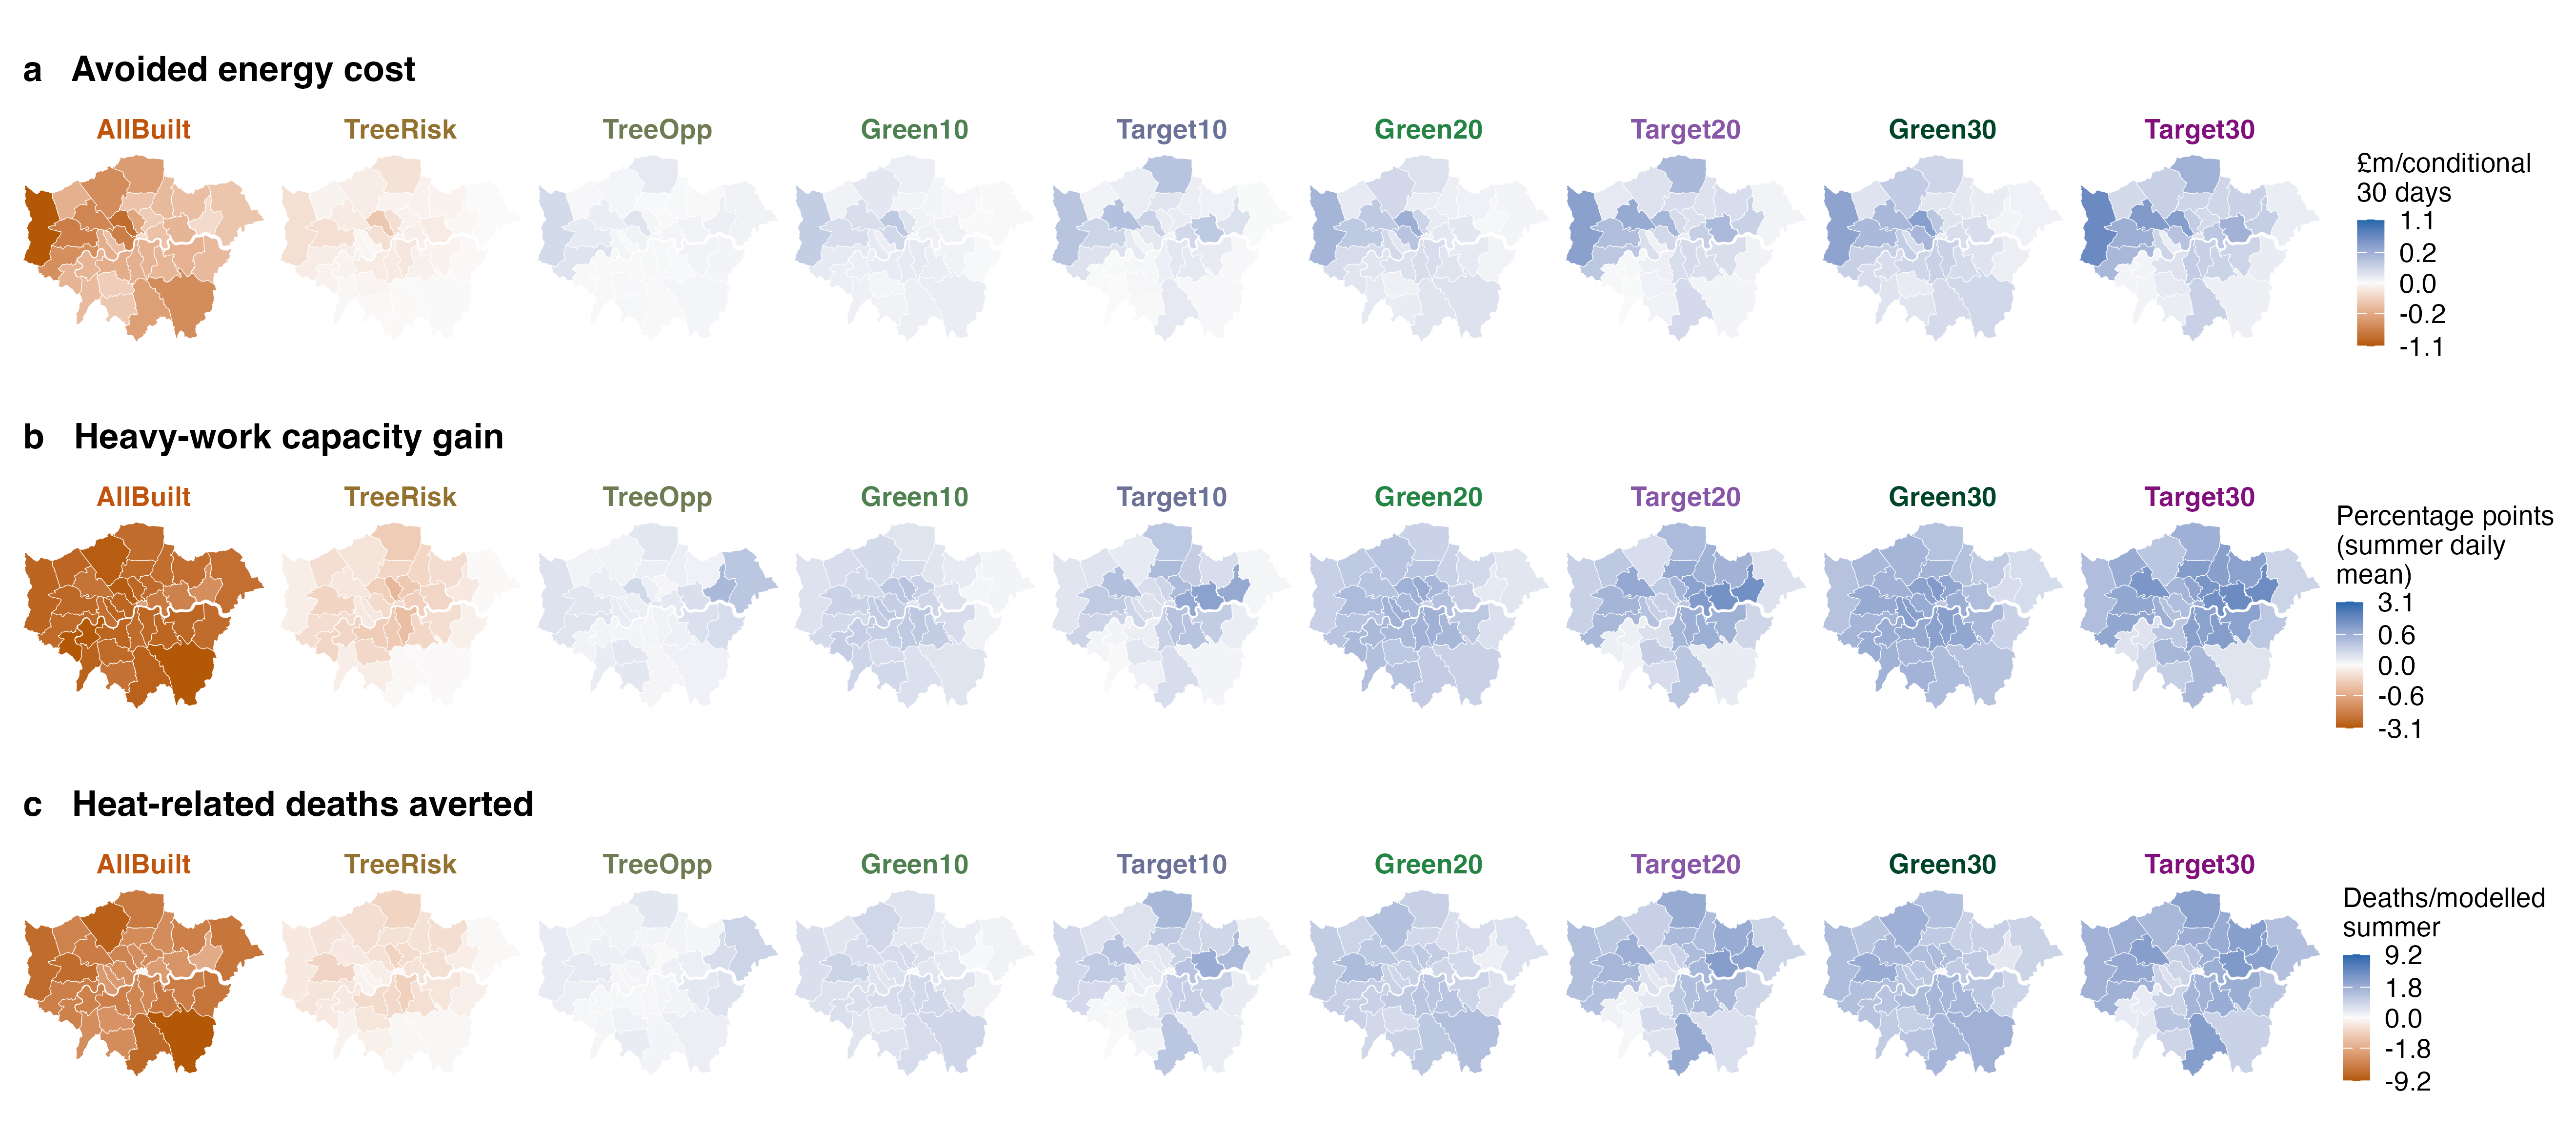 a Avoided energy cost
AllBuilt TreeRisk TreeOpp Green10 Target10 Green20 Target20 Green30 Target30
£m/conditional
30 days
1.1
0.2
0.0
-0.2
-1.1
b Heavy-work capacity gain
AllBuilt TreeRisk TreeOpp Green10 Target10 Green20 Target20 Green30 Target30
Percentage points
(summer daily
mean)
3.1
0.6
0.0
-0.6
-3.1
c Heat-related deaths averted
AllBuilt TreeRisk TreeOpp Green10 Target10 Green20 Target20 Green30 Target30
Deaths/modelled
summer
9.2
1.8
0.0
-1.8
-9.2